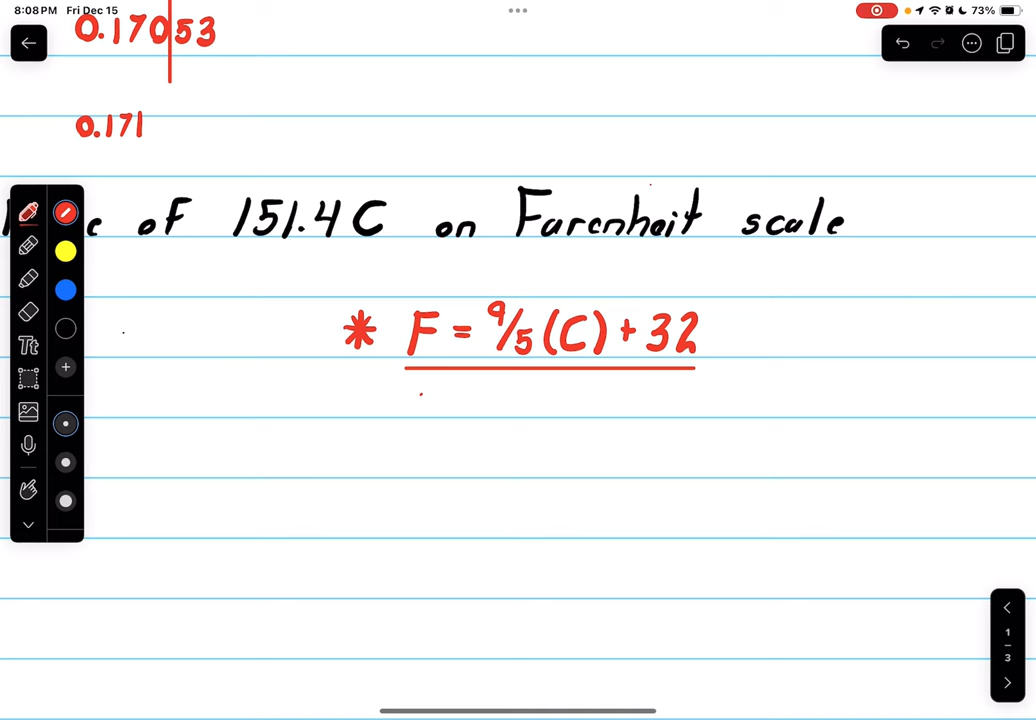 8:08 PM Fri Dec 15
73%
0.17053
0.171
e of 151.4 C on Farenheit scale
* F = 9/5 (C) + 32
Tt
1
3